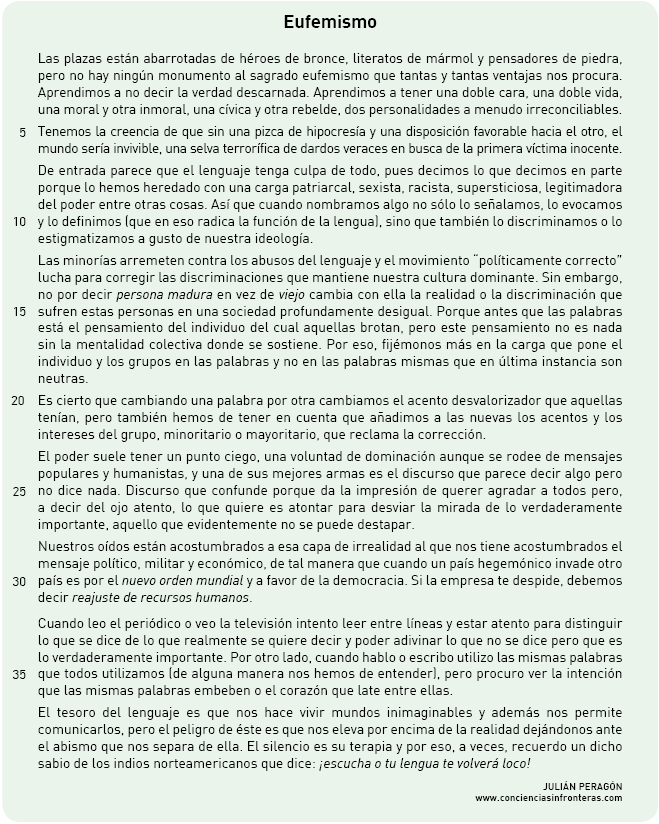 Eufemismo
Las plazas están abarrotadas de héroes de bronce, literatos de mármol y pensadores de piedra,
pero no hay ningún monumento al sagrado eufemismo que tantas y tantas ventajas nos procura.
Aprendimos a no decir la verdad descarnada. Aprendimos a tener una doble cara, una doble vida,
una moral y otra inmoral, una cívica y otra rebelde, dos personalidades a menudo irreconciliables.
5 Tenemos la creencia de que sin una pizca de hipocresía y una disposición favorable hacia el otro, el
mundo sería invivible, una selva terrorífica de dardos veraces en busca de la primera víctima inocente.
De entrada parece que el lenguaje tenga culpa de todo, pues decimos lo que decimos en parte
porque lo hemos heredado con una carga patriarcal, sexista, racista, supersticiosa, legitimadora
del poder entre otras cosas. Así que cuando nombramos algo no sólo lo señalamos, lo evocamos
10 y lo definimos (que en eso radica la función de la lengua), sino que también lo discriminamos o lo
estigmatizamos a gusto de nuestra ideología.
Las minorías arremeten contra los abusos del lenguaje y el movimiento “políticamente correcto”
lucha para corregir las discriminaciones que mantiene nuestra cultura dominante. Sin embargo,
no por decir persona madura en vez de viejo cambia con ella la realidad o la discriminación que
15 sufren estas personas en una sociedad profundamente desigual. Porque antes que las palabras
está el pensamiento del individuo del cual aquellas brotan, pero este pensamiento no es nada
sin la mentalidad colectiva donde se sostiene. Por eso, fijémonos más en la carga que pone el
individuo y los grupos en las palabras y no en las palabras mismas que en última instancia son
neutras.
20 Es cierto que cambiando una palabra por otra cambiamos el acento desvalorizador que aquellas
tenían, pero también hemos de tener en cuenta que añadimos a las nuevas los acentos y los
intereses del grupo, minoritario o mayoritario, que reclama la corrección.
El poder suele tener un punto ciego, una voluntad de dominación aunque se rodee de mensajes
populares y humanistas, y una de sus mejores armas es el discurso que parece decir algo pero
25 no dice nada. Discurso que confunde porque da la impresión de querer agradar a todos pero,
a decir del ojo atento, lo que quiere es atontar para desviar la mirada de lo verdaderamente
importante, aquello que evidentemente no se puede destapar.
Nuestros oídos están acostumbrados a esa capa de irrealidad al que nos tiene acostumbrados el
mensaje político, militar y económico, de tal manera que cuando un país hegemónico invade otro
30 país es por el nuevo orden mundial y a favor de la democracia. Si la empresa te despide, debemos
decir reajuste de recursos humanos.
Cuando leo el periódico o veo la televisión intento leer entre líneas y estar atento para distinguir
lo que se dice de lo que realmente se quiere decir y poder adivinar lo que no se dice pero que es
lo verdaderamente importante. Por otro lado, cuando hablo o escribo utilizo las mismas palabras
35 que todos utilizamos (de alguna manera nos hemos de entender), pero procuro ver la intención
que las mismas palabras embeben o el corazón que late entre ellas.
El tesoro del lenguaje es que nos hace vivir mundos inimaginables y además nos permite
comunicarlos, pero el peligro de éste es que nos eleva por encima de la realidad dejándonos ante
el abismo que nos separa de ella. El silencio es su terapia y por eso, a veces, recuerdo un dicho
sabio de los indios norteamericanos que dice: ¡escucha o tu lengua te volverá loco!
JULIÁN PERAGÓN
www.concienciasinfronteras.com